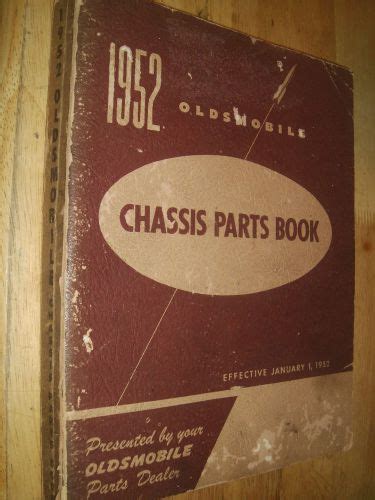 1952 OLDSMOBILE
1952
OLDSMOBILE
CHASSIS PARTS BOOK
EFFECTIVE JANUARY 1, 1952
Presented by your
OLDSMOBILE
Parts Dealer